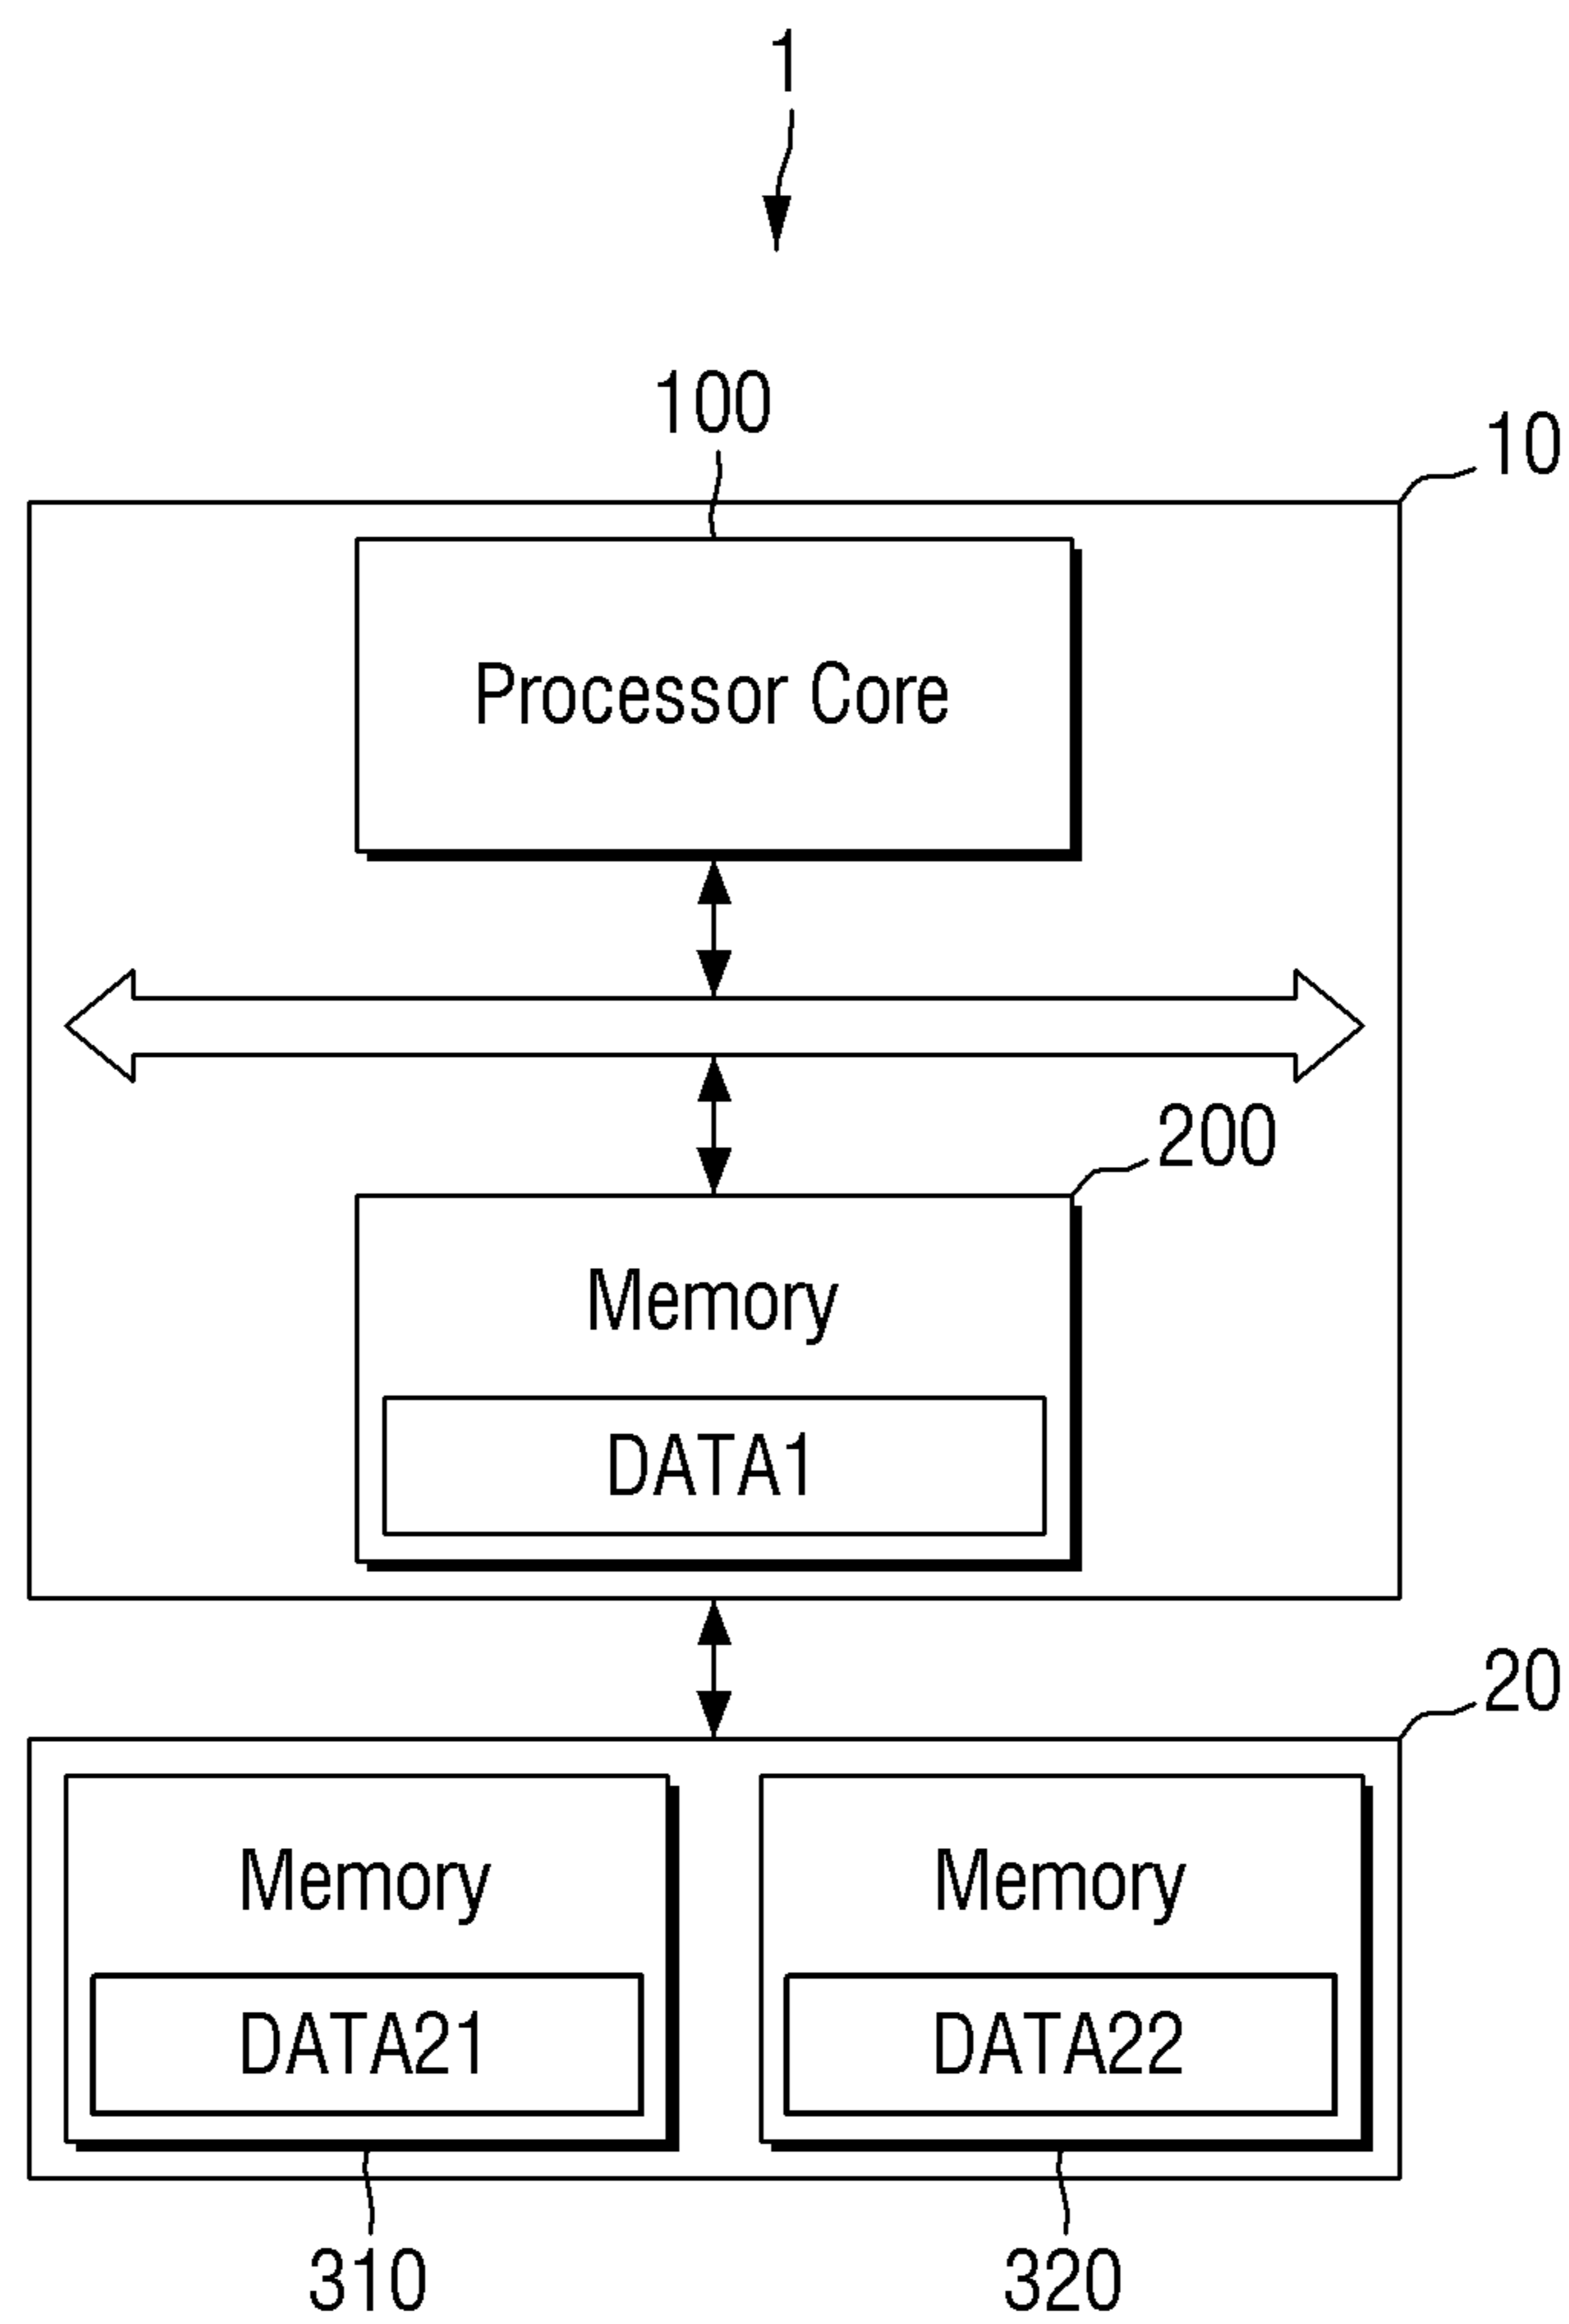 1
100
10
Processor Core
200
Memory
DATA1
20
Memory
Memory
DATA21
DATA22
310
320